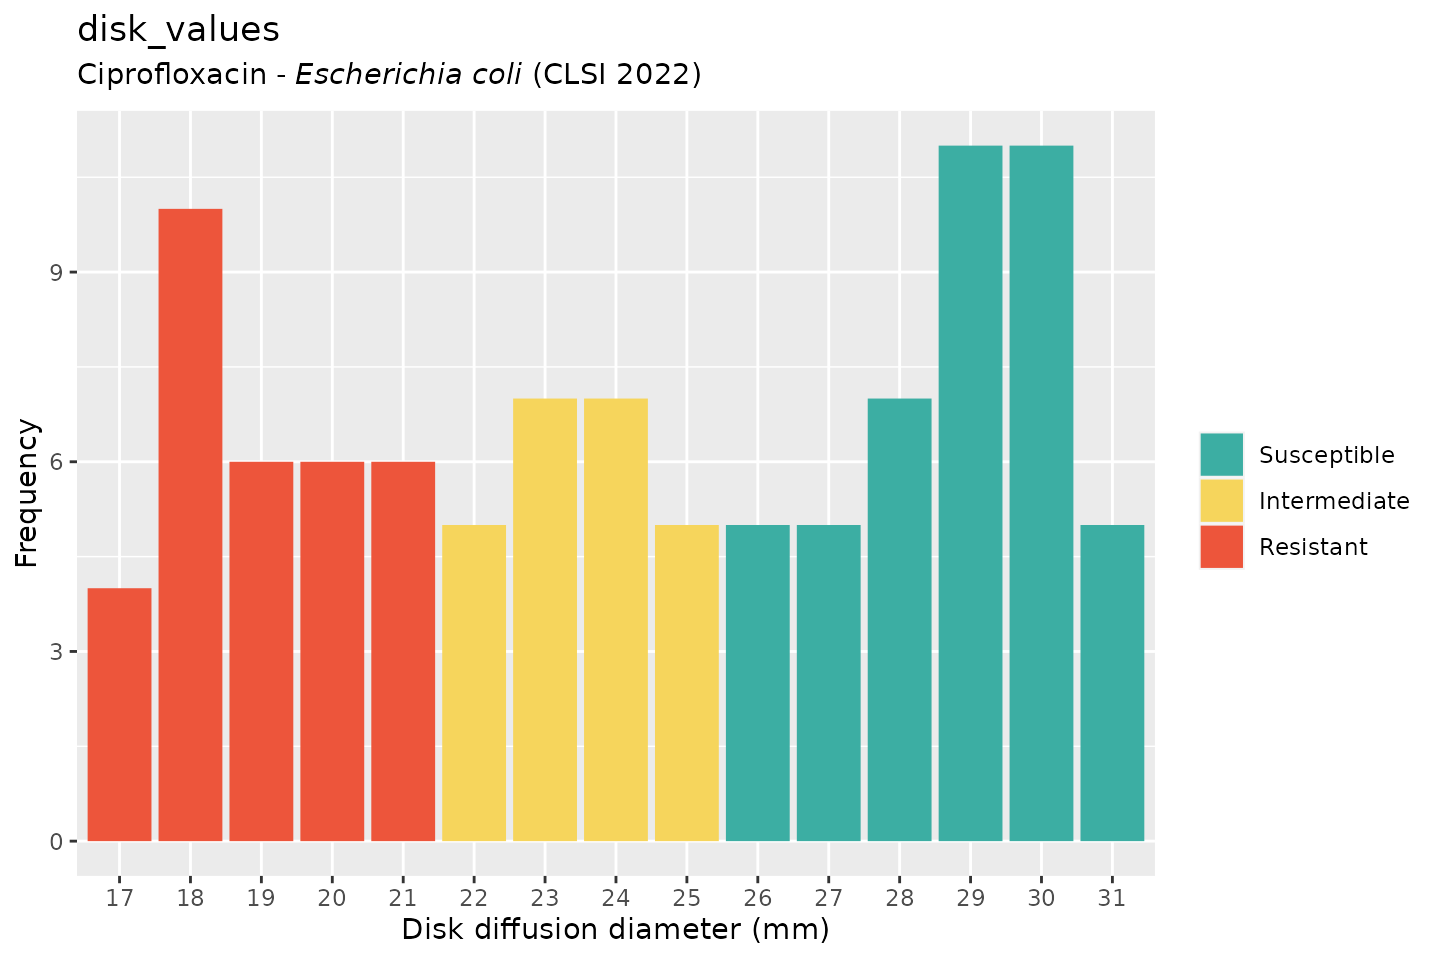 disk_values
Ciprofloxacin - Escherichia coli (CLSI 2022)
Frequency
9
6
3
0
17 18 19 20 21 22 23 24 25 26 27 28 29 30 31
Disk diffusion diameter (mm)
Susceptible
Intermediate
Resistant